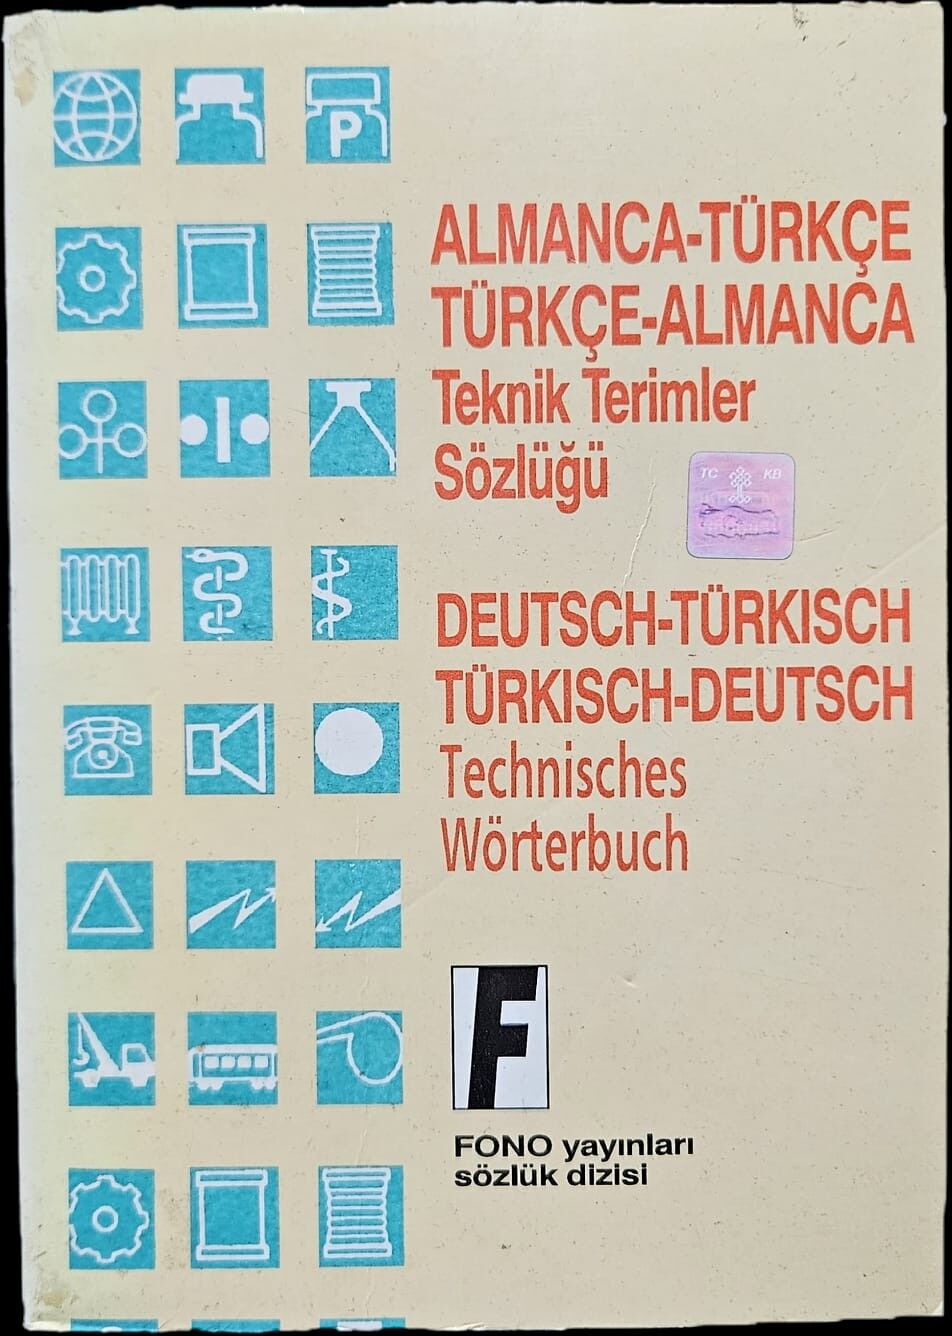 P
ALMANCA-TÜRKÇE
TÜRKÇE-ALMANCA
Teknik Terimler
Sözlüğü
TC KB
DEUTSCH-TÜRKISCH
TÜRKISCH-DEUTSCH
Technisches
Wörterbuch
F
FONO yayınları
sözlük dizisi